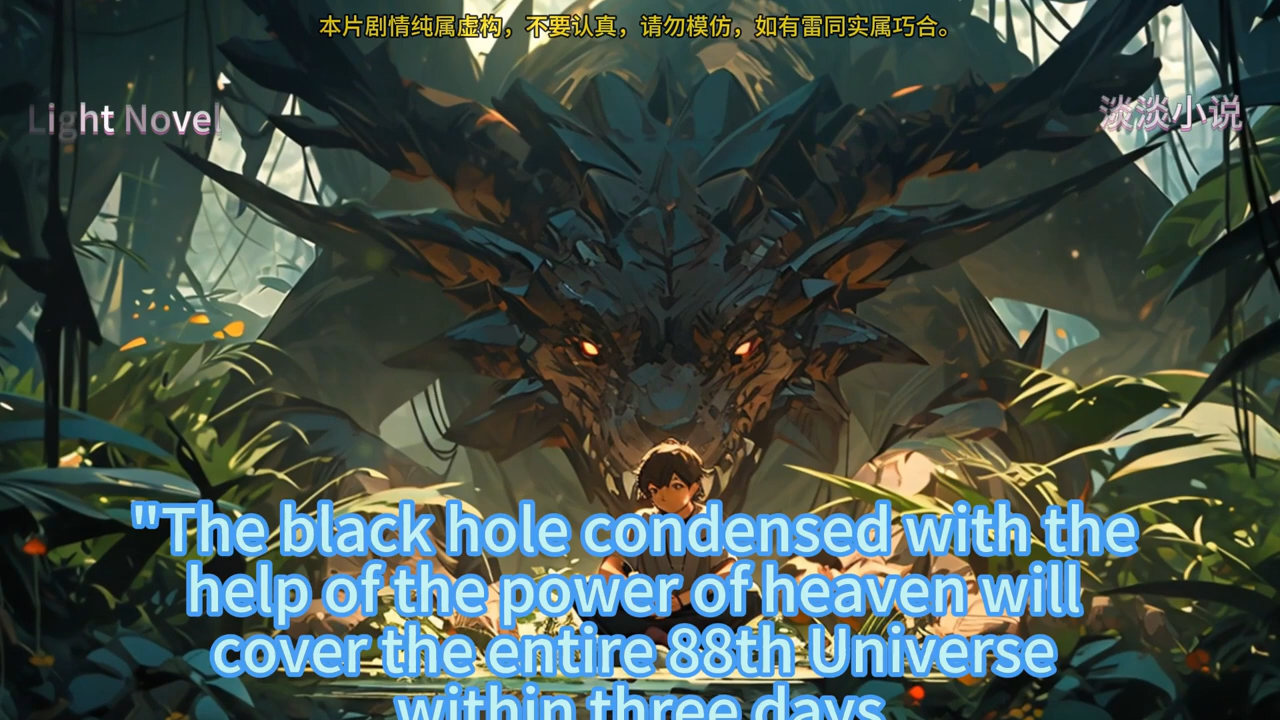 本片剧情纯属虚构，不要认真，请勿模仿，如有雷同实属巧合。
Light Novel
淡淡小说
"The black hole condensed with the
help of the power of heaven will
cover the entire 88th Universe
within three days